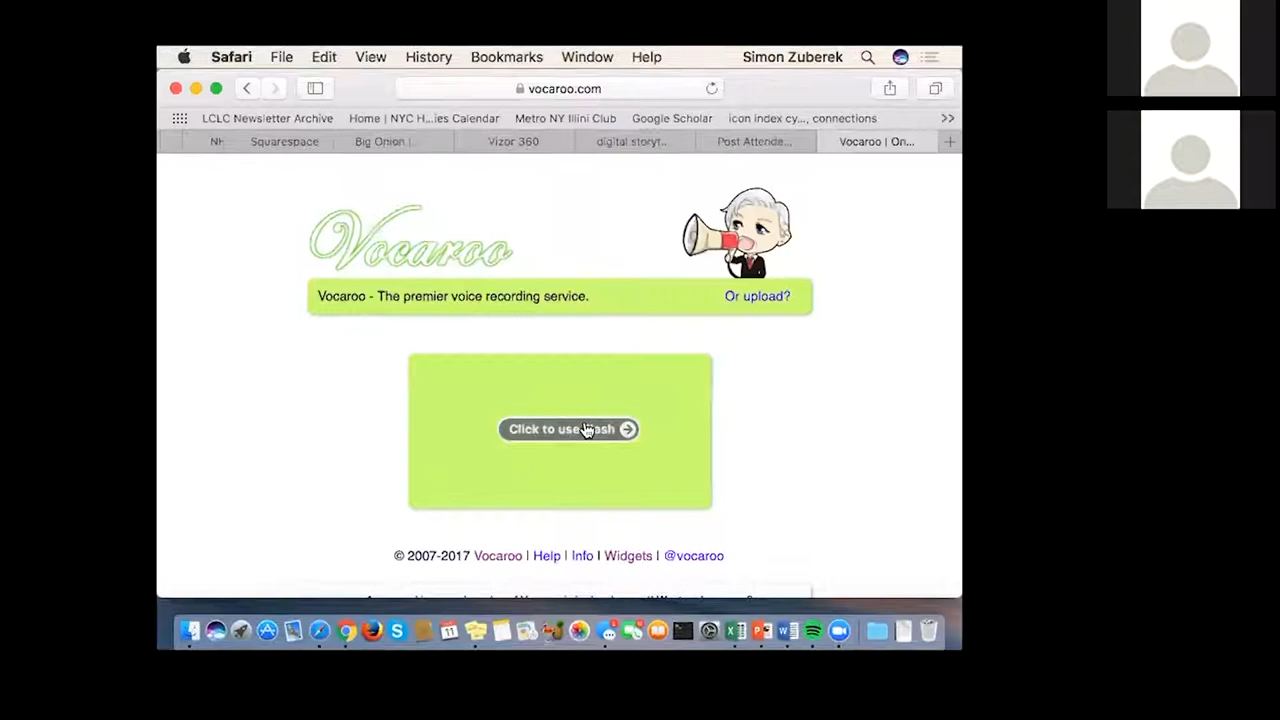 Safari File Edit View History Bookmarks Window Help Simon Zuberek
vocaroo.com
LCLC Newsletter Archive Home | NYC H...ies Calendar Metro NY Illini Club Google Scholar icon index cy..., connections >>
Squarespace Big Onion | Vizor 360 digital storyt... Post Attende... Vocaroo | On... +
Vocaroo
Vocaroo - The premier voice recording service. Or upload?
Click to use
© 2007-2017 Vocaroo | Help | Info | Widgets | @vocaroo
11